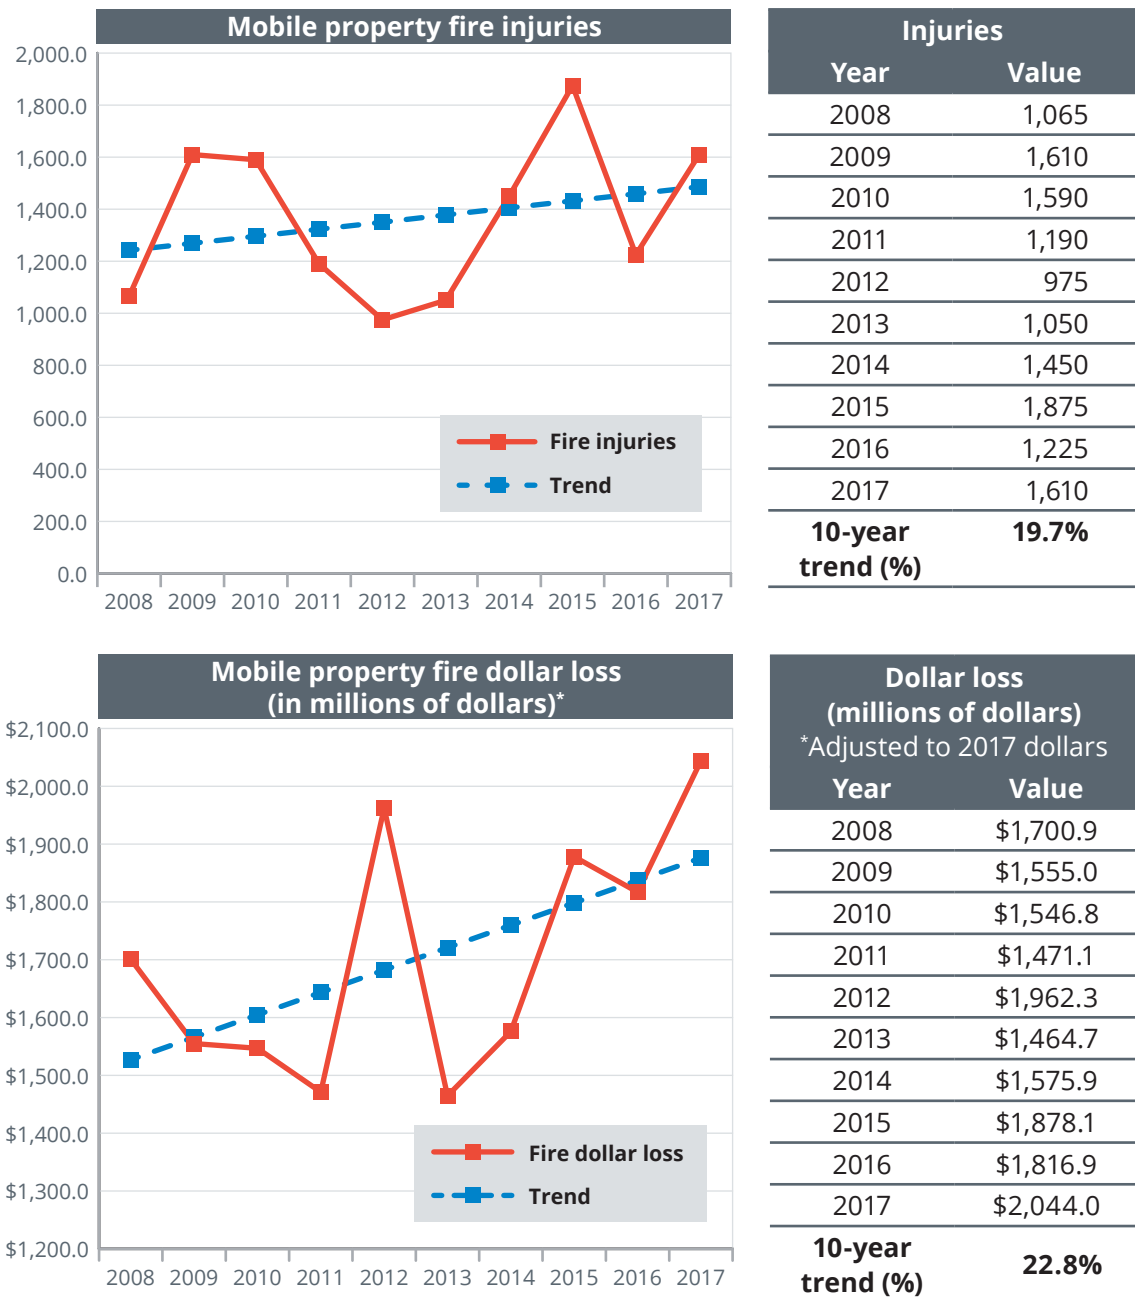 Mobile property fire injuries
2,000.0
1,800.0
1,600.0
1,400.0
1,200.0
1,000.0
800.0
600.0
400.0
200.0
0.0
Fire injuries
Trend
2008 2009 2010 2011 2012 2013 2014 2015 2016 2017
Injuries
Year Value
2008 1,065
2009 1,610
2010 1,590
2011 1,190
2012 975
2013 1,050
2014 1,450
2015 1,875
2016 1,225
2017 1,610
10-year 19.7%
trend (%)
Mobile property fire dollar loss
(in millions of dollars)*
$2,100.0
$2,000.0
$1,900.0
$1,800.0
$1,700.0
$1,600.0
$1,500.0
$1,400.0
$1,300.0
$1,200.0
Fire dollar loss
Trend
2008 2009 2010 2011 2012 2013 2014 2015 2016 2017
Dollar loss
(millions of dollars)
*Adjusted to 2017 dollars
Year Value
2008 $1,700.9
2009 $1,555.0
2010 $1,546.8
2011 $1,471.1
2012 $1,962.3
2013 $1,464.7
2014 $1,575.9
2015 $1,878.1
2016 $1,816.9
2017 $2,044.0
10-year 22.8%
trend (%)